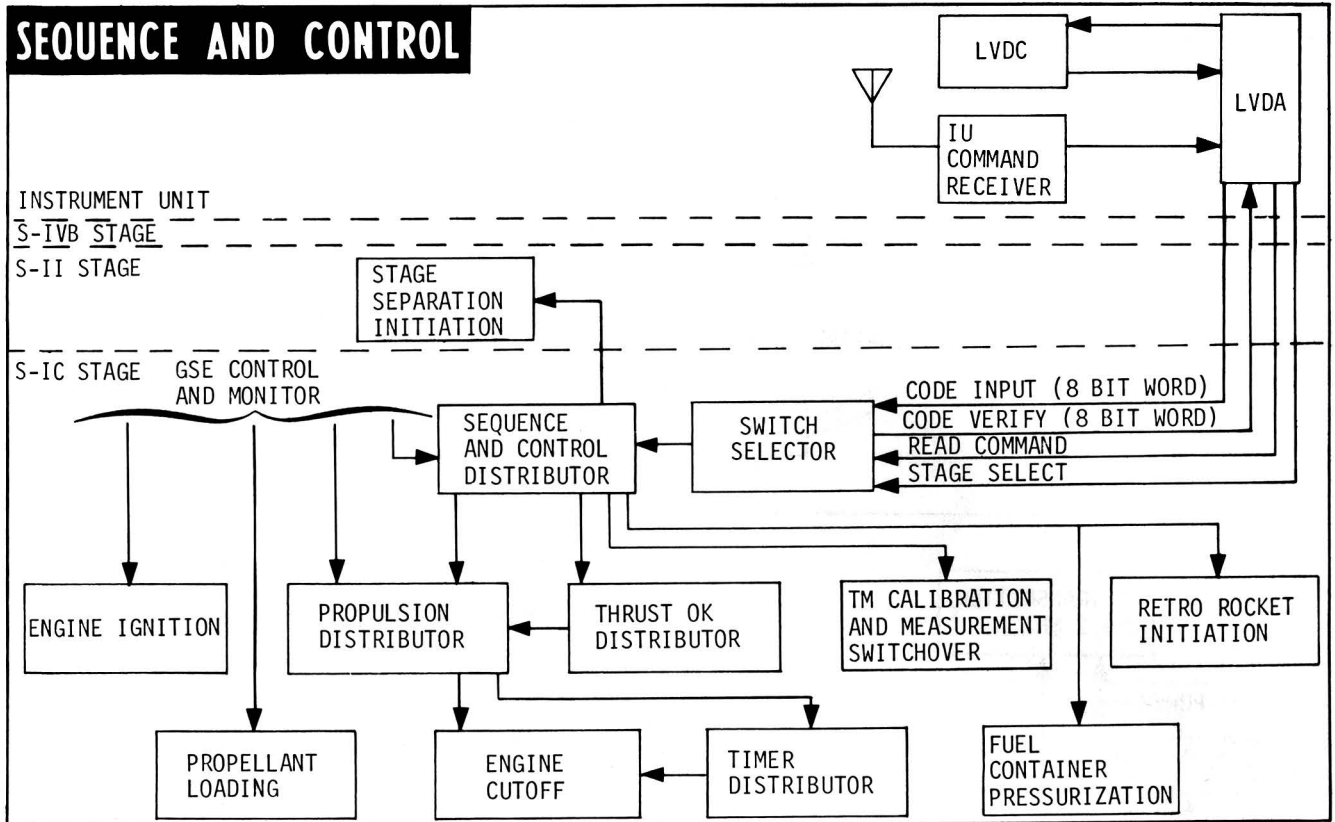 SEQUENCE AND CONTROL
LVDC
LVDA
IU
COMMAND
RECEIVER
INSTRUMENT UNIT
S-IVB STAGE
S-II STAGE
STAGE
SEPARATION
INITIATION
S-IC STAGE
GSE CONTROL
AND MONITOR
SEQUENCE
AND CONTROL
DISTRIBUTOR
SWITCH
SELECTOR
CODE INPUT (8 BIT WORD)
CODE VERIFY (8 BIT WORD)
READ COMMAND
STAGE SELECT
ENGINE IGNITION
PROPULSION
DISTRIBUTOR
THRUST OK
DISTRIBUTOR
TM CALIBRATION
AND MEASUREMENT
SWITCHOVER
RETRO ROCKET
INITIATION
PROPELLANT
LOADING
ENGINE
CUTOFF
TIMER
DISTRIBUTOR
FUEL
CONTAINER
PRESSURIZATION